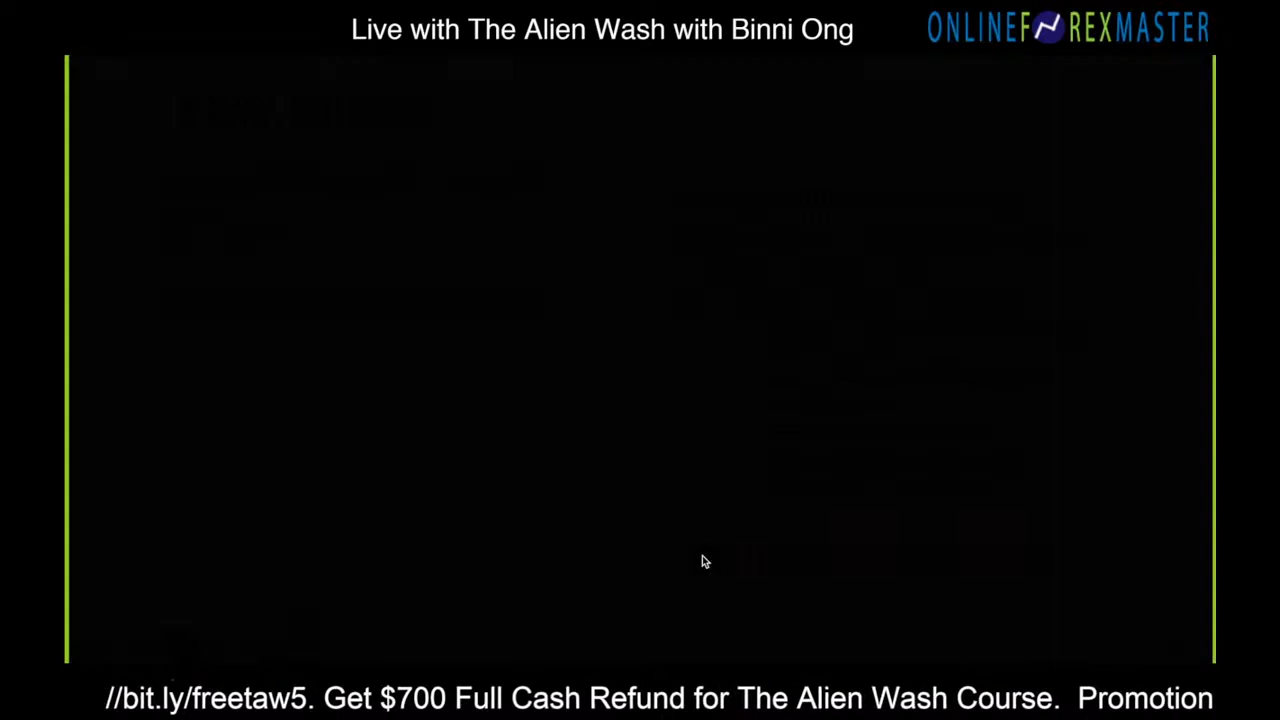 Live with The Alien Wash with Binni Ong
ONLINEFOREXMASTER
//bit.ly/freetaw5. Get $700 Full Cash Refund for The Alien Wash Course. Promotion